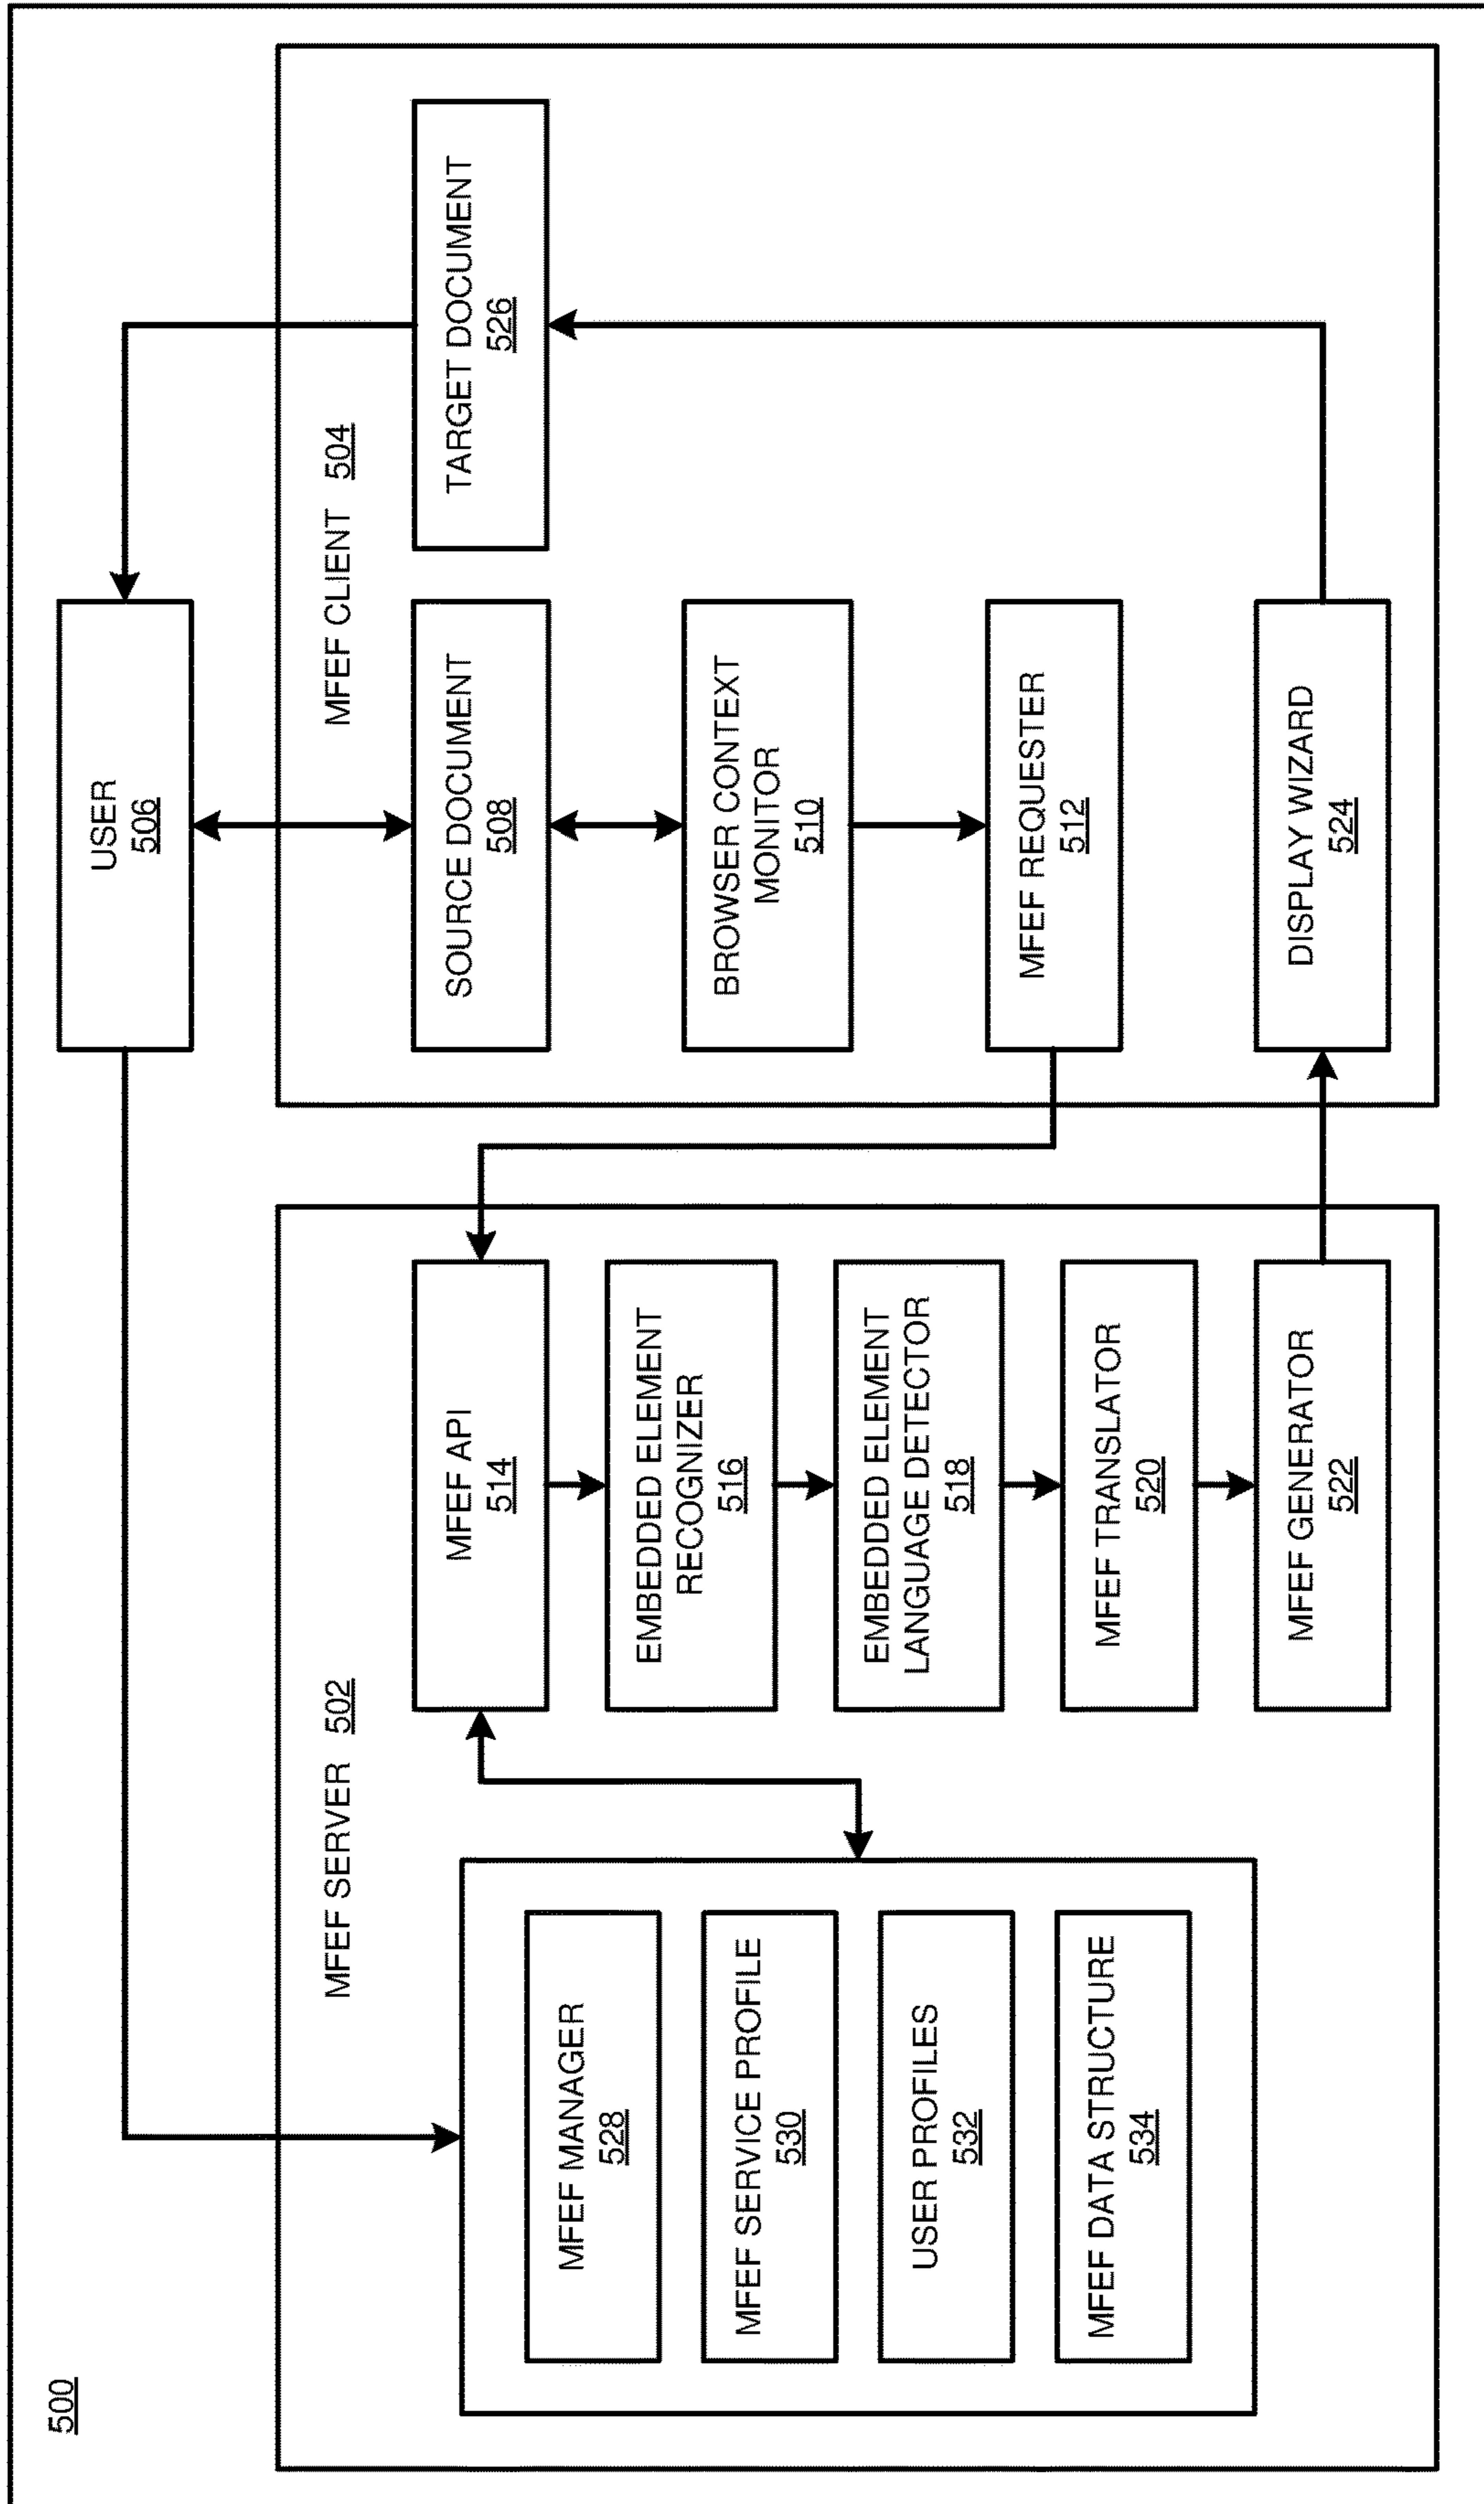 500
USER
506
MFEF SERVER 502
MFEF MANAGER
528
MFEF SERVICE PROFILE
530
USER PROFILES
532
MFEF DATA STRUCTURE
534
MFEF API
514
EMBEDDED ELEMENT
RECOGNIZER
516
EMBEDDED ELEMENT
LANGUAGE DETECTOR
518
MFEF TRANSLATOR
520
MFEF GENERATOR
522
MFEF CLIENT 504
SOURCE DOCUMENT
508
BROWSER CONTEXT
MONITOR
510
MFEF REQUESTER
512
DISPLAY WIZARD
524
TARGET DOCUMENT
526